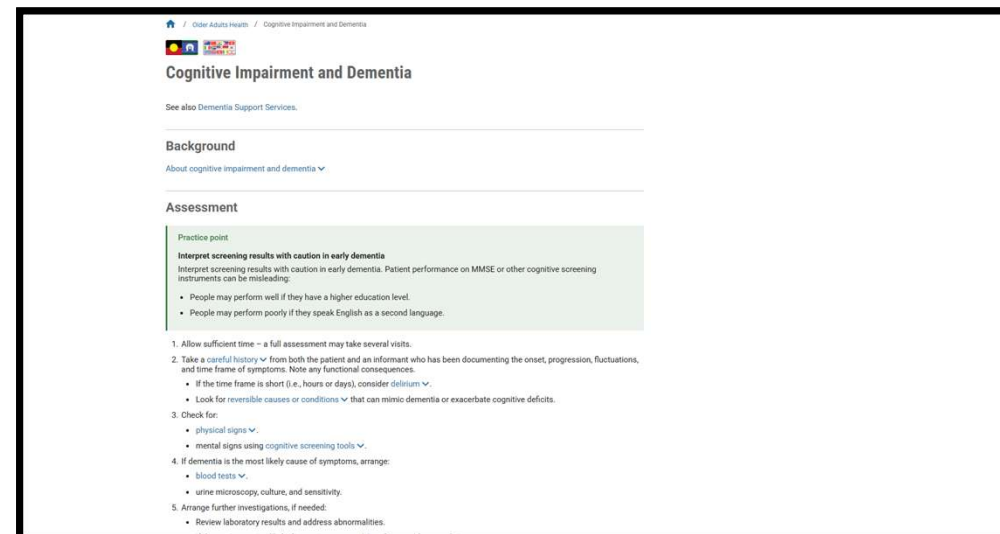 / Older Adults Health / Cognitive Impairment and Dementia
Cognitive Impairment and Dementia
See also Dementia Support Services.
Background
About cognitive impairment and dementia
Assessment
Practice point
Interpret screening results with caution in early dementia
Interpret screening results with caution in early dementia. Patient performance on MMSE or other cognitive screening
instruments can be misleading:
• People may perform well if they have a higher education level.
• People may perform poorly if they speak English as a second language.
1. Allow sufficient time – a full assessment may take several visits.
2. Take a careful history from both the patient and an informant who has been documenting the onset, progression, fluctuations,
and time frame of symptoms. Note any functional consequences.
• If the time frame is short (i.e., hours or days), consider delirium.
• Look for reversible causes or conditions that can mimic dementia or exacerbate cognitive deficits.
3. Check for:
• physical signs.
• mental signs using cognitive screening tools.
4. If dementia is the most likely cause of symptoms, arrange:
• blood tests.
• urine microscopy, culture, and sensitivity.
5. Arrange further investigations, if needed:
• Review laboratory results and address abnormalities.